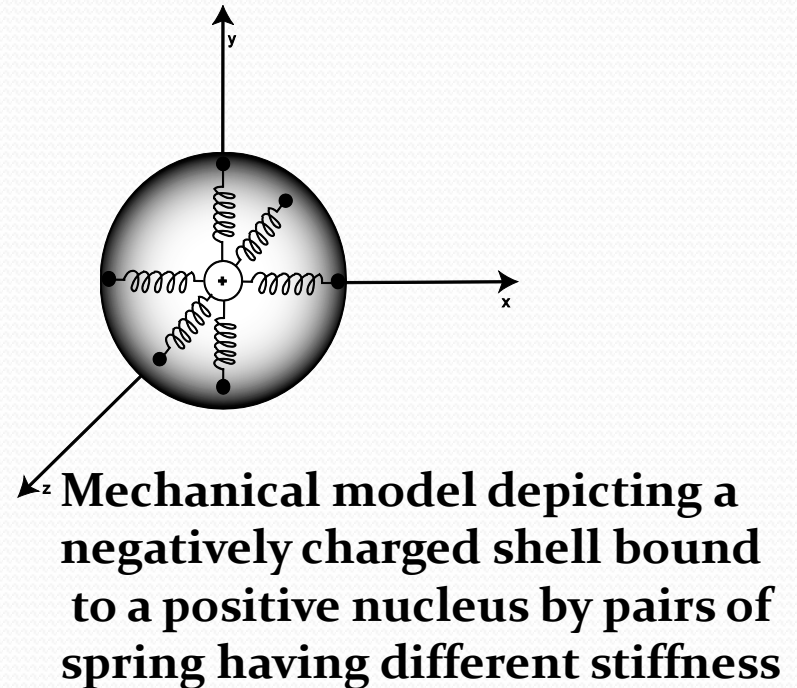 y
+
x
z
Mechanical model depicting a
negatively charged shell bound
to a positive nucleus by pairs of
spring having different stiffness